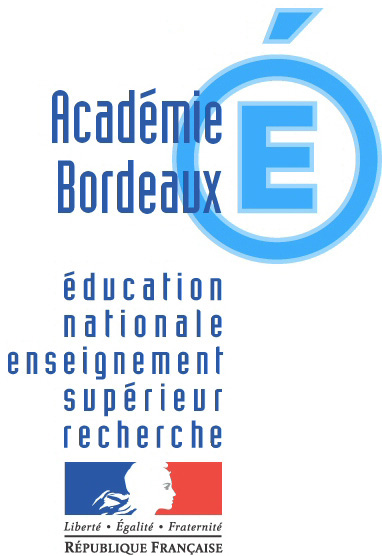 É
Académie
Bordeaux
éducation
nationale
enseignement
supérieur
recherche
Liberté • Égalité • Fraternité
RÉPUBLIQUE FRANÇAISE